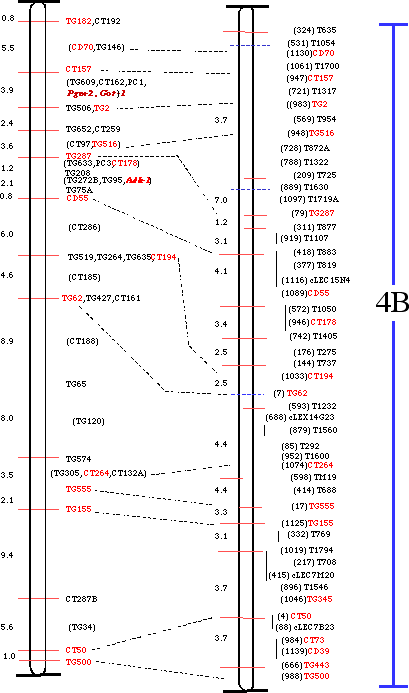 0.8
TG182,CT192
5.5
(CD70,TG146)
CT157
(TG609,CT162,PC1,
3.9
Pgm-2, Got-1
TG506,TG2
2.4
TG652,CT259
3.6
(CT97,TG516)
TG287
1.2
(TG633,PC3CT178)
TG208
2.1
(TG272B,TG95,Adh-1)
TG75A
0.8
CD55
(CT286)
6.0
TG519,TG264,TG635CT194
4.6
(CT185)
TG62,TG427,CT161
8.9
(CT188)
TG65
8.0
(TG120)
TG574
3.5
(TG305,CT264,CT132A)
TG555
2.1
TG155
9.4
CT287B
5.6
(TG34)
CT50
1.0
TG500
3.7
7.0
1.2
3.1
4.1
3.4
2.5
2.5
4.4
4.4
3.3
3.1
3.7
3.7
(324) T635
(531) T1054
(1130)CD70
(1061) T1700
(947)CT157
(721) T1317
((983)TG2
(569) T954
(948)TG516
(728) T872A
(788) T1322
(209) T725
(889) T1630
(1097) T1719A
(79) TG287
(311) T877
(919) T1107
(418) T883
(377) T819
(1116) cLEC15N4
(1089)CD55
(572) T1050
(946)CT178
(742) T1405
(176) T275
(144) T737
(1033)CT194
(7) TG62
(593) T1232
(688) cLEX14G23
(879) T1560
(85) T292
(952) T1600
(1074)CT264
(598) TM19
(414) T688
(17)TG555
(1125)TG155
(332) T769
(1019) T1794
(217) T708
(415) cLEC7M20
(896) T1546
(1046)TG345
(4) CT50
(88) cLEC7B23
(984) CT73
(1139)CD39
(666) TG443
(988) TG500
4B